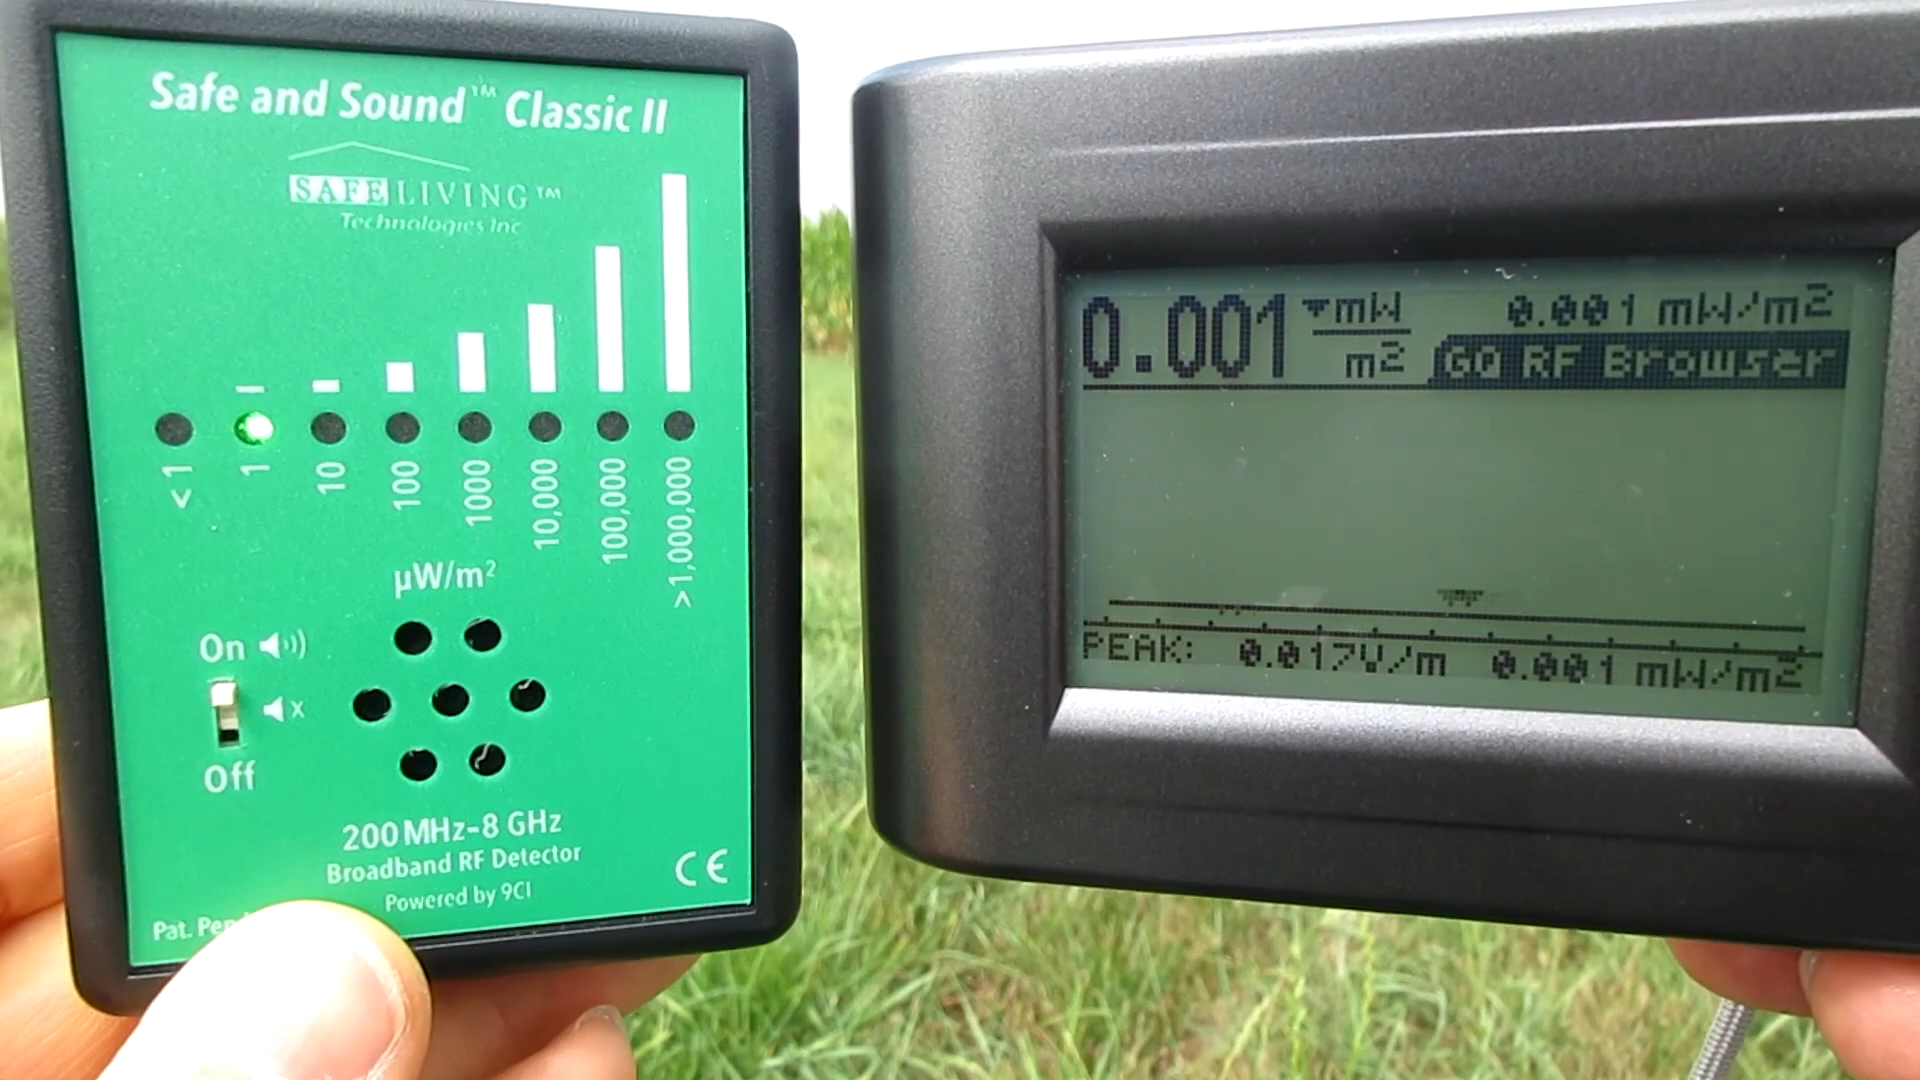 Safe and Sound™ Classic II
SAFE LIVING™
Technologies Inc
<1 1 10 100 1000 10,000 100,000 >1,000,000
µW/m²
On
x
Off
200 MHz-8 GHz
Broadband RF Detector
Powered by 9CI
CE
Pat.
0.001 mW/m2 0.001 mW/m2
GQ RF Browser
PEAK: 0.017V/m 0.001 mW/m2